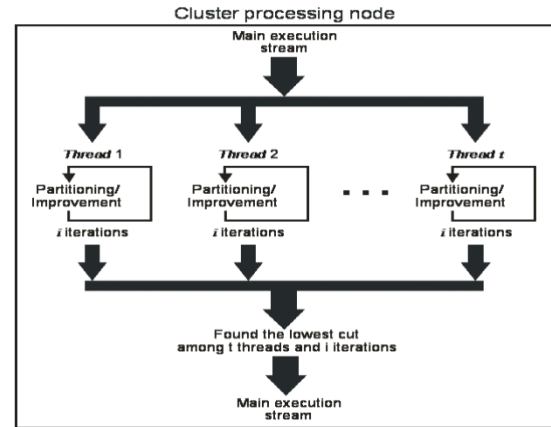 Cluster processing node
Main execution
stream
Thread 1
Thread 2
Thread t
Partitioning/
Improvement
Partitioning/
Improvement
. . .
Partitioning/
Improvement
i iterations
i iterations
i iterations
Found the lowest cut
among t threads and i iterations
Main execution
stream